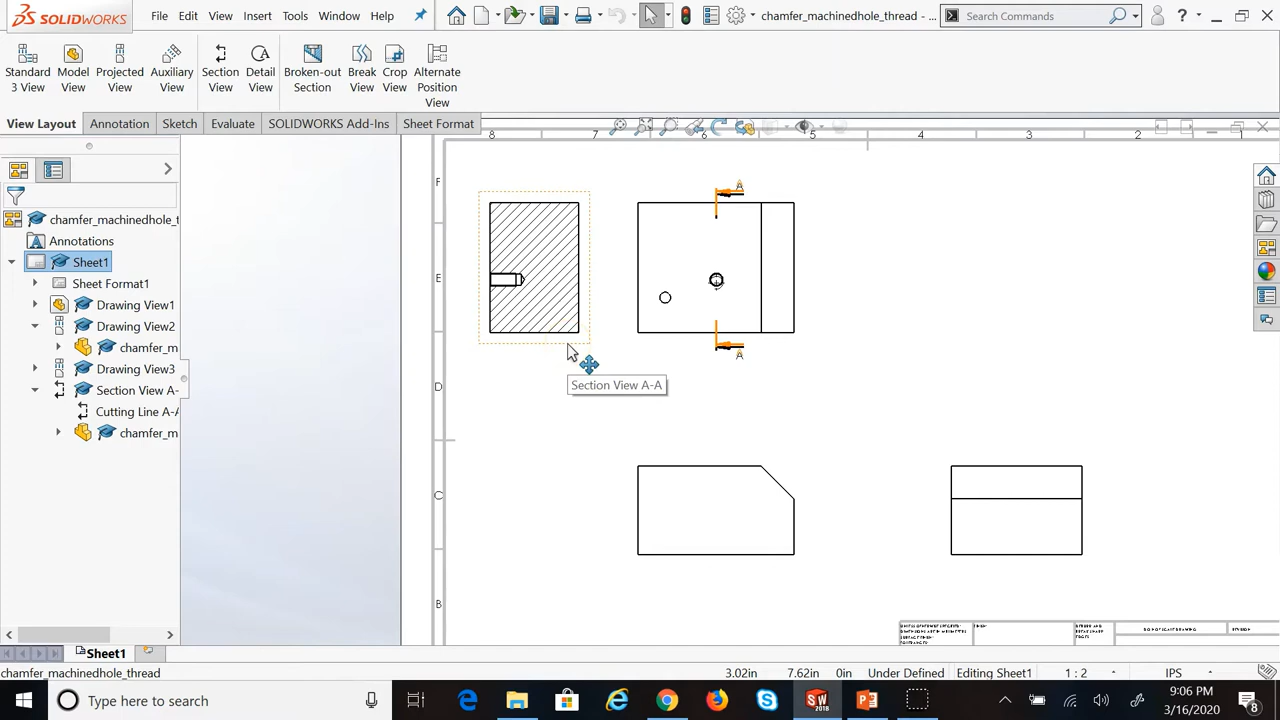 SOLIDWORKS File Edit View Insert Tools Window Help chamfer_machinedhole_thread - ... Search Commands ?
Standard 3 View
Model View
Projected View
Auxiliary View
Section View
Detail View
Broken-out Section
Break View
Crop View
Alternate Position View
View Layout Annotation Sketch Evaluate SOLIDWORKS Add-Ins Sheet Format
8 7 6 5 4 3 2
chamfer_machinedhole_t
Annotations
Sheet1
Sheet Format1
Drawing View1
Drawing View2
chamfer_m
Drawing View3
Section View A-
Cutting Line A-A
chamfer_m
F
E
D
C
B
A
A
Section View A-A
Sheet1
chamfer_machinedhole_thread 3.02in 7.62in 0in Under Defined Editing Sheet1 1 : 2 IPS
Type here to search
9:06 PM
3/16/2020
8